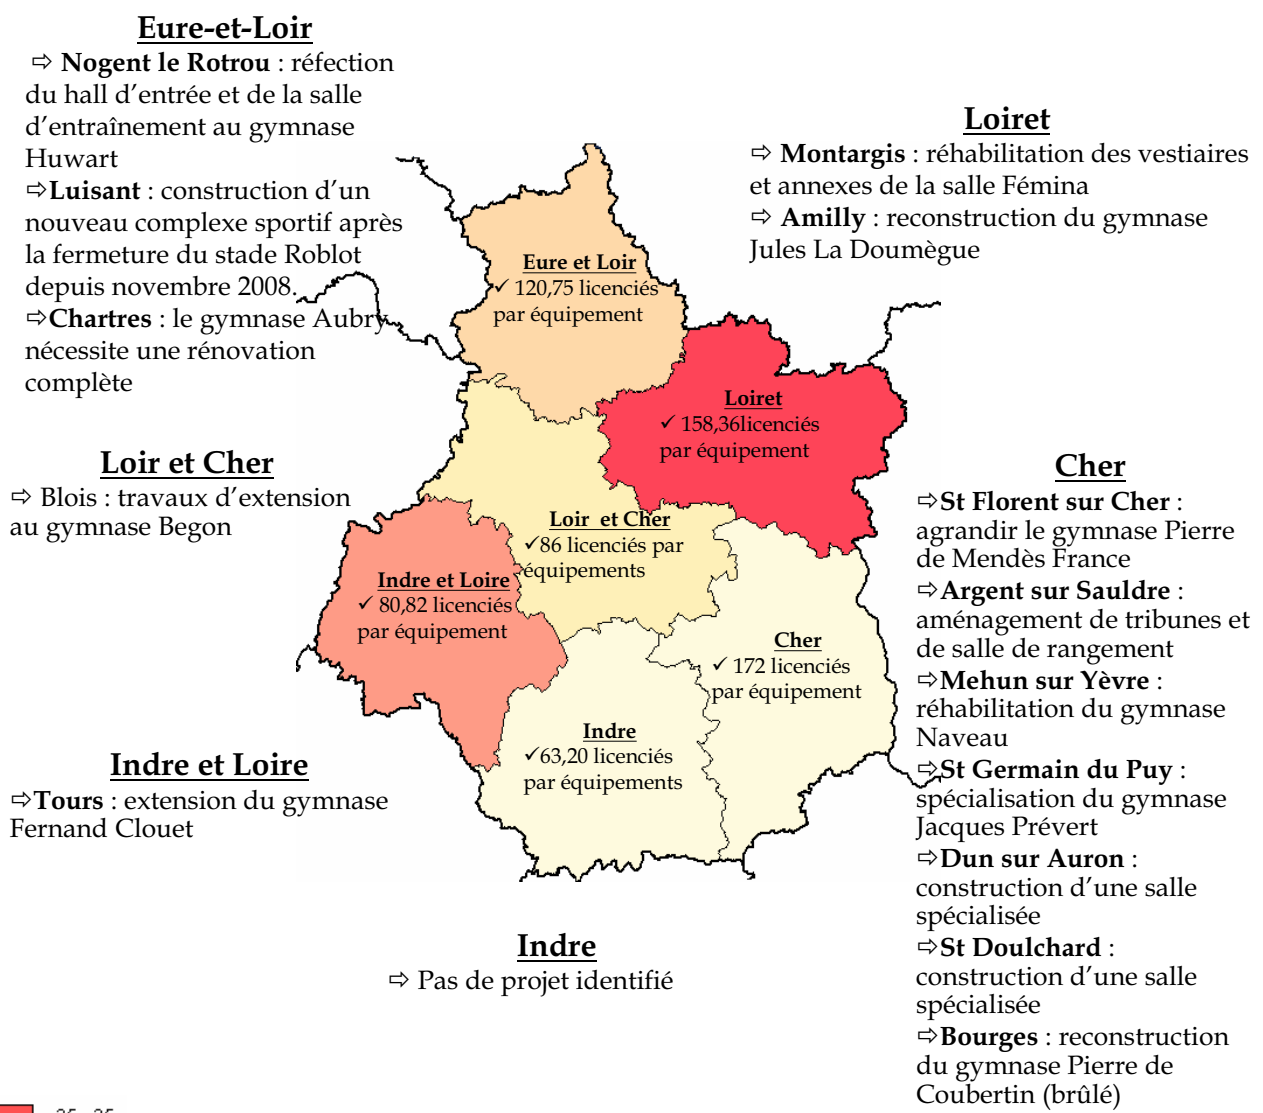 Eure-et-Loir
⇨ Nogent le Rotrou : réfection
du hall d’entrée et de la salle
d’entraînement au gymnase
Huwart
⇨Luisant : construction d’un
nouveau complexe sportif après
la fermeture du stade Roblot
depuis novembre 2008.
⇨Chartres : le gymnase Aubry
nécessite une rénovation
complète
Loiret
⇨ Montargis : réhabilitation des vestiaires
et annexes de la salle Fémina
⇨ Amilly : reconstruction du gymnase
Jules La Doumègue
Eure et Loir
✓ 120,75 licenciés
par équipement
Loiret
✓ 158,36licenciés
par équipement
Loir et Cher
⇨ Blois : travaux d’extension
au gymnase Begon
Loir et Cher
✓86 licenciés par
équipements
Indre et Loire
✓ 80,82 licenciés
par équipement
Cher
✓ 172 licenciés
par équipement
Indre
✓63,20 licenciés
par équipements
Indre et Loire
⇨Tours : extension du gymnase
Fernand Clouet
Indre
⇨ Pas de projet identifié
Cher
⇨St Florent sur Cher :
agrandir le gymnase Pierre
de Mendès France
⇨Argent sur Sauldre :
aménagement de tribunes et
de salle de rangement
⇨Mehun sur Yèvre :
réhabilitation du gymnase
Naveau
⇨St Germain du Puy :
spécialisation du gymnase
Jacques Prévert
⇨Dun sur Auron :
construction d’une salle
spécialisée
⇨St Doulchard :
construction d’une salle
spécialisée
⇨Bourges : reconstruction
du gymnase Pierre de
Coubertin (brûlé)